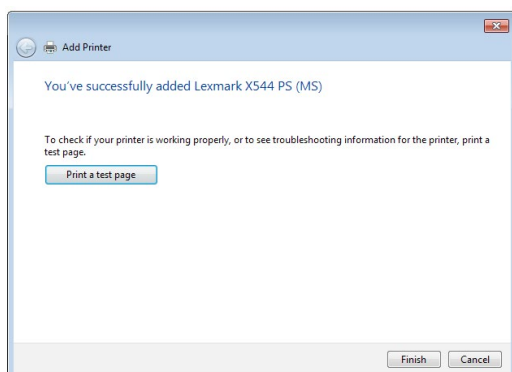 Add Printer
You've successfully added Lexmark X544 PS (MS)
To check if your printer is working properly, or to see troubleshooting information for the printer, print a
test page.
Print a test page
Finish
Cancel